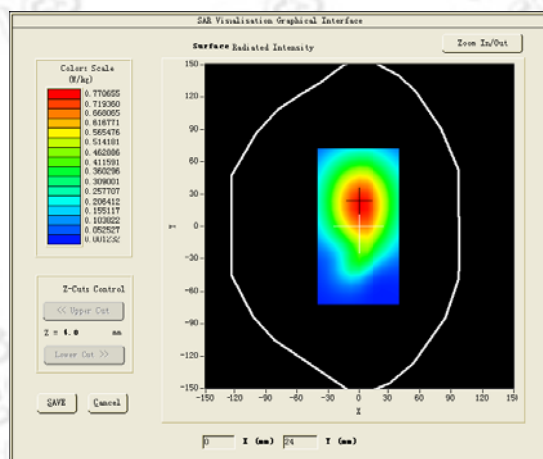 SAR Visualisation Graphical Interface
Surface Radiated Intensity
Zoom In/Out
Colors Scale
(W/kg)
0.770655
0.719360
0.668065
0.616771
0.565476
0.514181
0.462886
0.411591
0.360296
0.309001
0.257707
0.206412
0.155117
0.103822
0.052527
0.001232
150
120
90
60
30
0
-30
-60
-90
-120
-150
Y
-150 -120 -90 -60 -30 0 30 60 90 120 150
X
Z-Cuts Control
<< Upper Cut
Z = 4.0 mm
Lower Cut >>
SAVE Cancel
0 X (mm) 24 Y (mm)